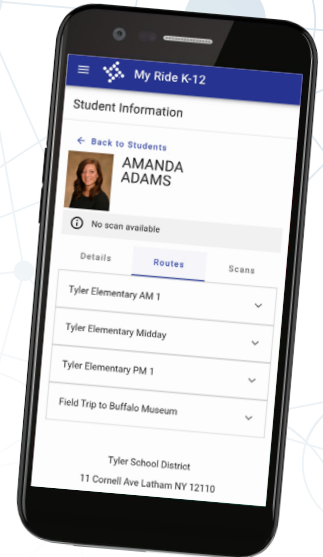 My Ride K-12
Student Information
← Back to Students
AMANDA
ADAMS
No scan available
Details Routes Scans
Tyler Elementary AM 1
Tyler Elementary Midday
Tyler Elementary PM 1
Field Trip to Buffalo Museum
Tyler School District
11 Cornell Ave Latham NY 12110